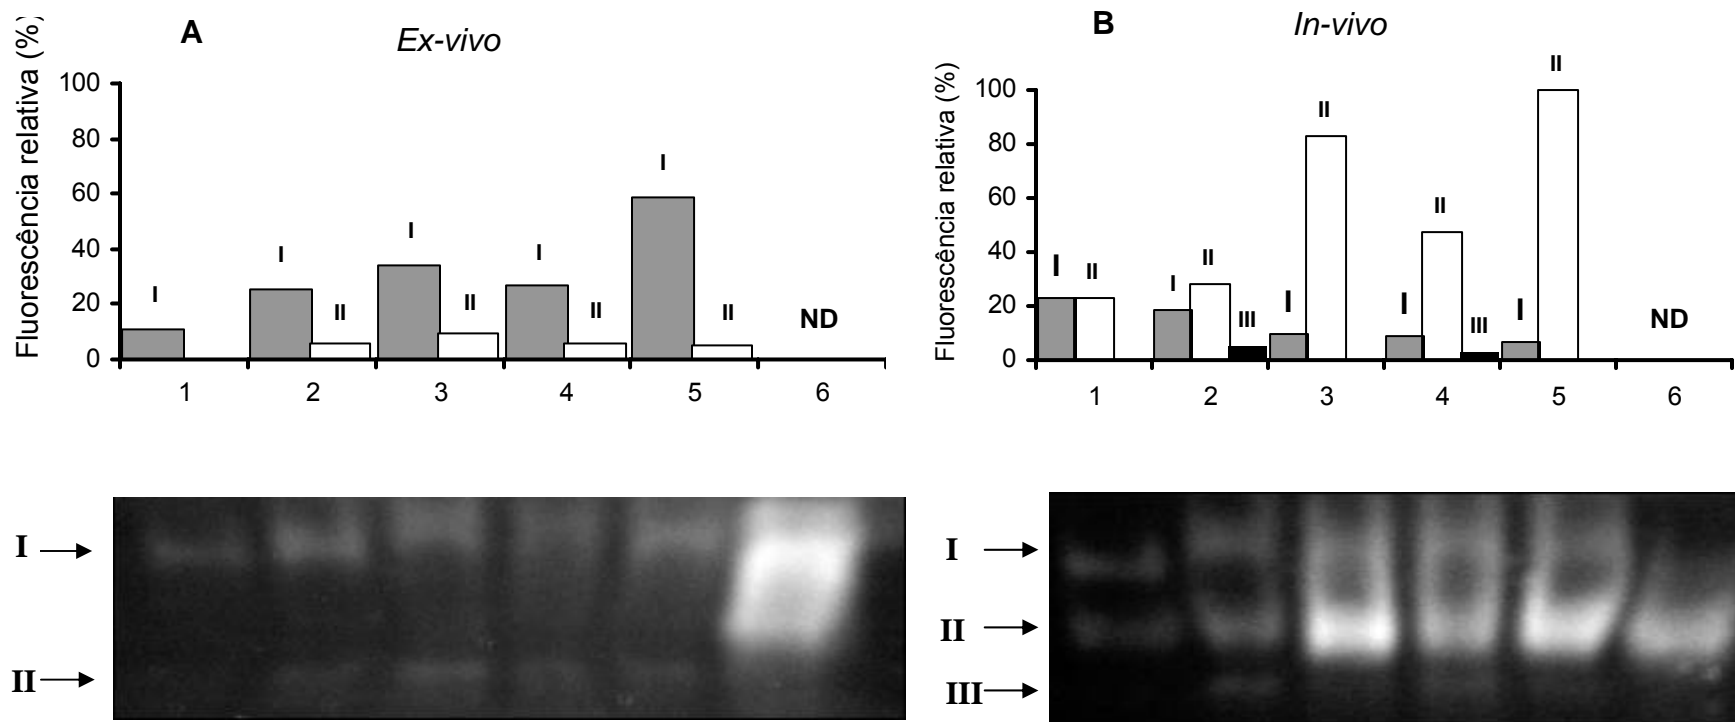 A
Ex-vivo
Fluorescência relativa (%)
100
80
60
40
20
0
I
I
II
I
II
I
II
I
II
ND
1 2 3 4 5 6
I
II
B
In-vivo
Fluorescência relativa (%)
100
80
60
40
20
0
I
II
I
II
III
I
II
I
II
III
I
II
ND
1 2 3 4 5 6
I
II
III